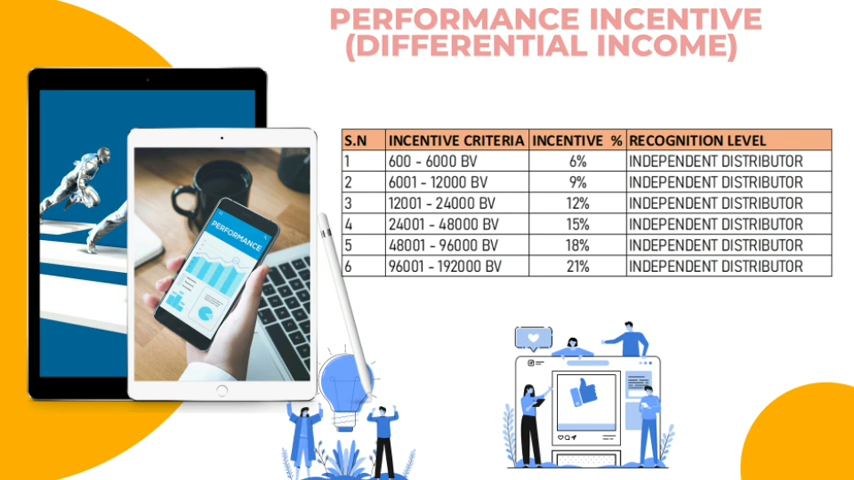 PERFORMANCE INCENTIVE
(DIFFERENTIAL INCOME)
S.N INCENTIVE CRITERIA INCENTIVE % RECOGNITION LEVEL
1 600 - 6000 BV 6% INDEPENDENT DISTRIBUTOR
2 6001 - 12000 BV 9% INDEPENDENT DISTRIBUTOR
3 12001 - 24000 BV 12% INDEPENDENT DISTRIBUTOR
4 24001 - 48000 BV 15% INDEPENDENT DISTRIBUTOR
5 48001 - 96000 BV 18% INDEPENDENT DISTRIBUTOR
6 96001 - 192000 BV 21% INDEPENDENT DISTRIBUTOR
PERFORMANCE